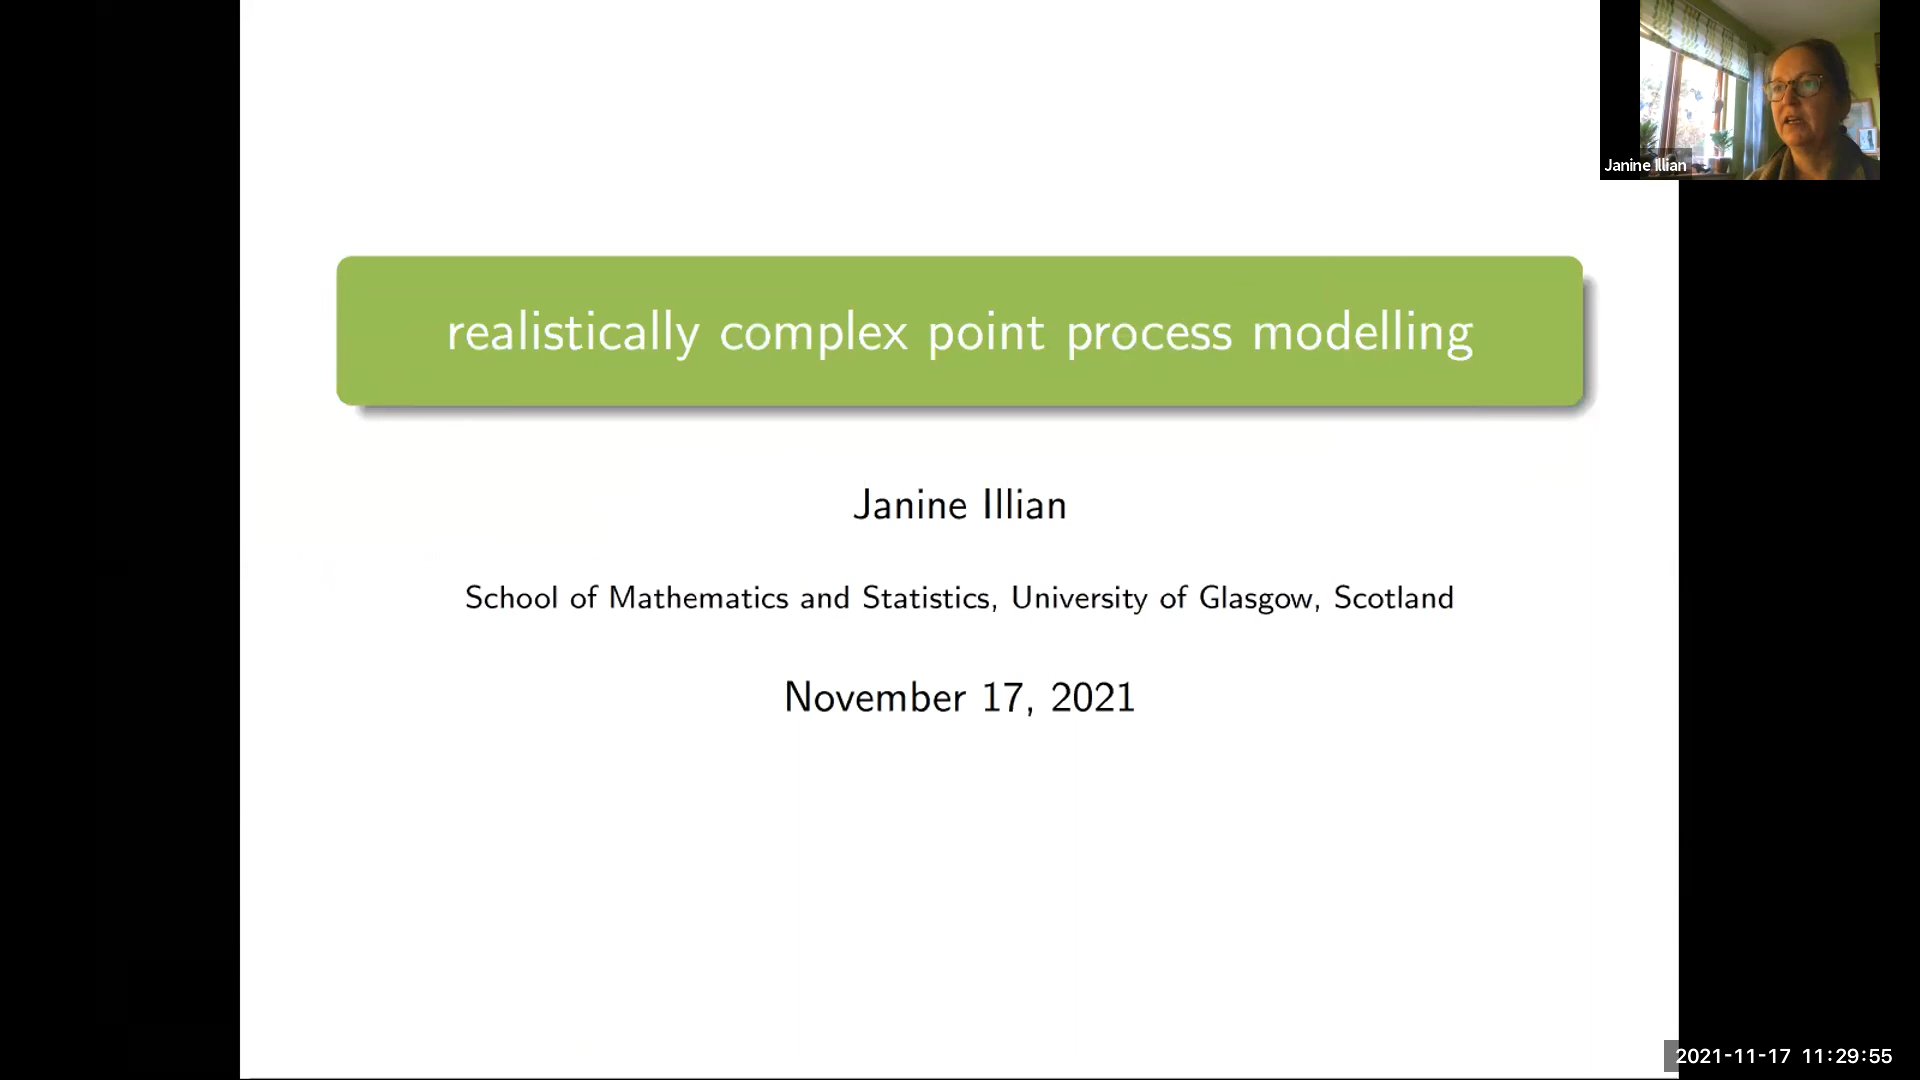 Janine Illian
realistically complex point process modelling
Janine Illian
School of Mathematics and Statistics, University of Glasgow, Scotland
November 17, 2021
2021-11-17 11:29:55